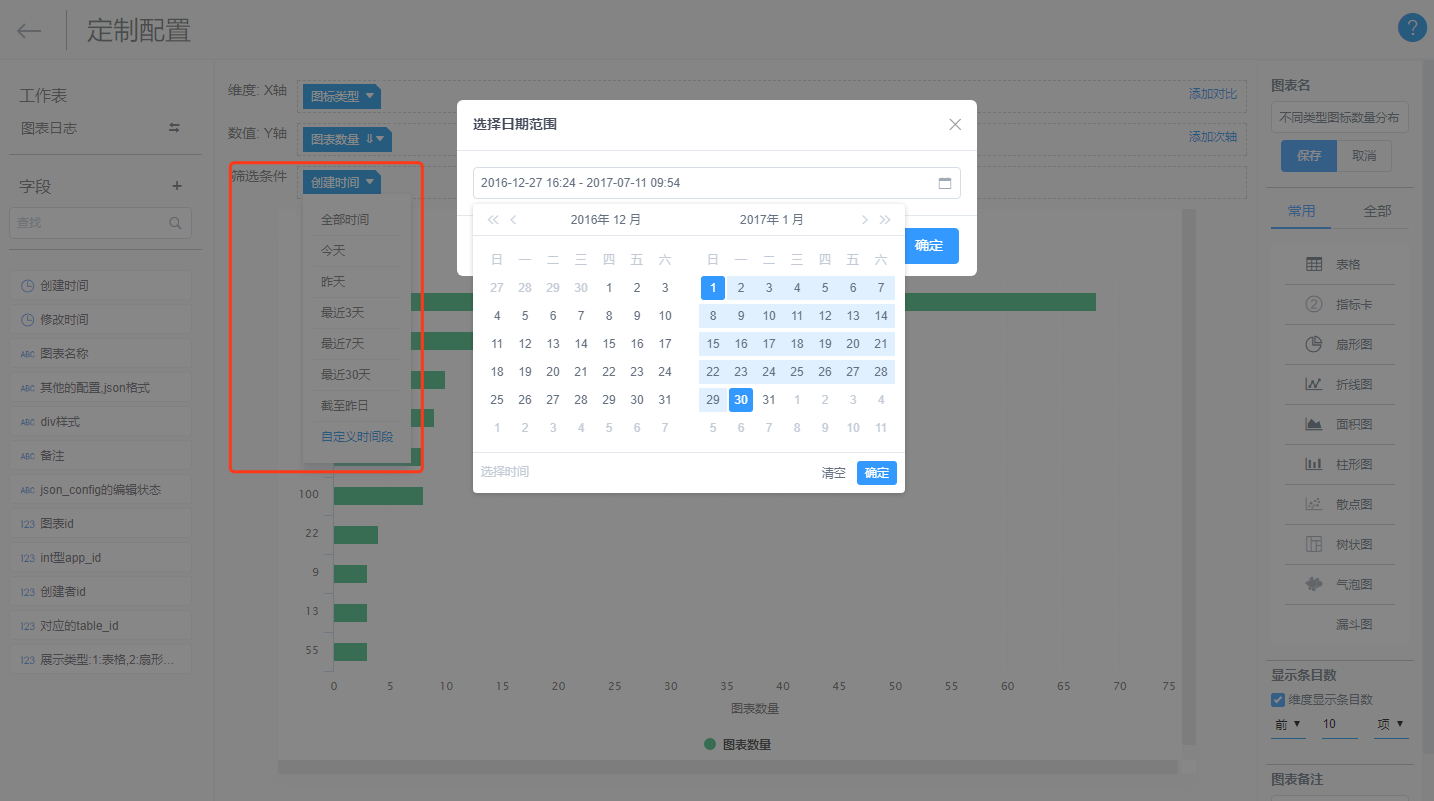 定制配置
?
工作表
图表日志
字段
+
查找
创建时间
修改时间
ABC 图表名称
ABC 其他的配置,json格式
ABC div样式
ABC 备注
ABC json_config的编辑状态
123 图表id
123 int型app_id
123 创建者id
123 对应的table_id
123 展示类型:1:表格,2:扇形...
维度: X轴 图标类型 添加对比
数值: Y轴 图表数量 添加次轴
筛选条件 创建时间
全部时间
今天
昨天
最近3天
最近7天
最近30天
截至昨日
自定义时间段
选择日期范围
2016-12-27 16:24 - 2017-07-11 09:54
确定
2016年 12 月 2017年 1 月
日 一 二 三 四 五 六 日 一 二 三 四 五 六
27 28 29 30 1 2 3 1 2 3 4 5 6 7
4 5 6 7 8 9 10 8 9 10 11 12 13 14
11 12 13 14 15 16 17 15 16 17 18 19 20 21
18 19 20 21 22 23 24 22 23 24 25 26 27 28
25 26 27 28 29 30 31 29 30 31 1 2 3 4
1 2 3 4 5 6 7 5 6 7 8 9 10 11
选择时间 清空 确定
100
22
9
13
55
0 5 10 15 20 25 30 35 40 45 50 55 60 65 70 75
图表数量
图表数量
图表名
不同类型图标数量分布
保存 取消
常用 全部
表格
2 指标卡
扇形图
折线图
面积图
柱形图
散点图
树状图
气泡图
漏斗图
显示条目数
维度显示条目数
前 10 项
图表备注